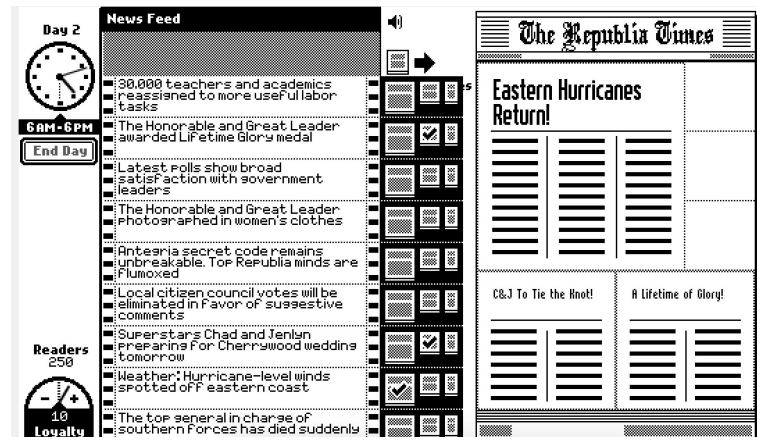 Day 2
6AM-6PM
End Day
Readers
250
- / +
10
Loyalty
News Feed
30,000 teachers and academics
reassigned to more useful labor
tasks
The Honorable and Great Leader
awarded Lifetime Glory medal
Latest polls show broad
satisfaction with government
leaders
The Honorable and Great Leader
photographed in women's clothes
Antegria secret code remains
unbreakable. Top Republia minds are
flumoxed
Local citizen council votes will be
eliminated in favor of suggestive
comments
Superstars Chad and Jenlyn
preparing for Cherrywood wedding
tomorrow
Weather: Hurricane-level winds
spotted off eastern coast
The top general in charge of
southern forces has died suddenly
The Republia Times
Eastern Hurricanes
Return!
C&J To Tie the Knot!
A Lifetime of Glory!